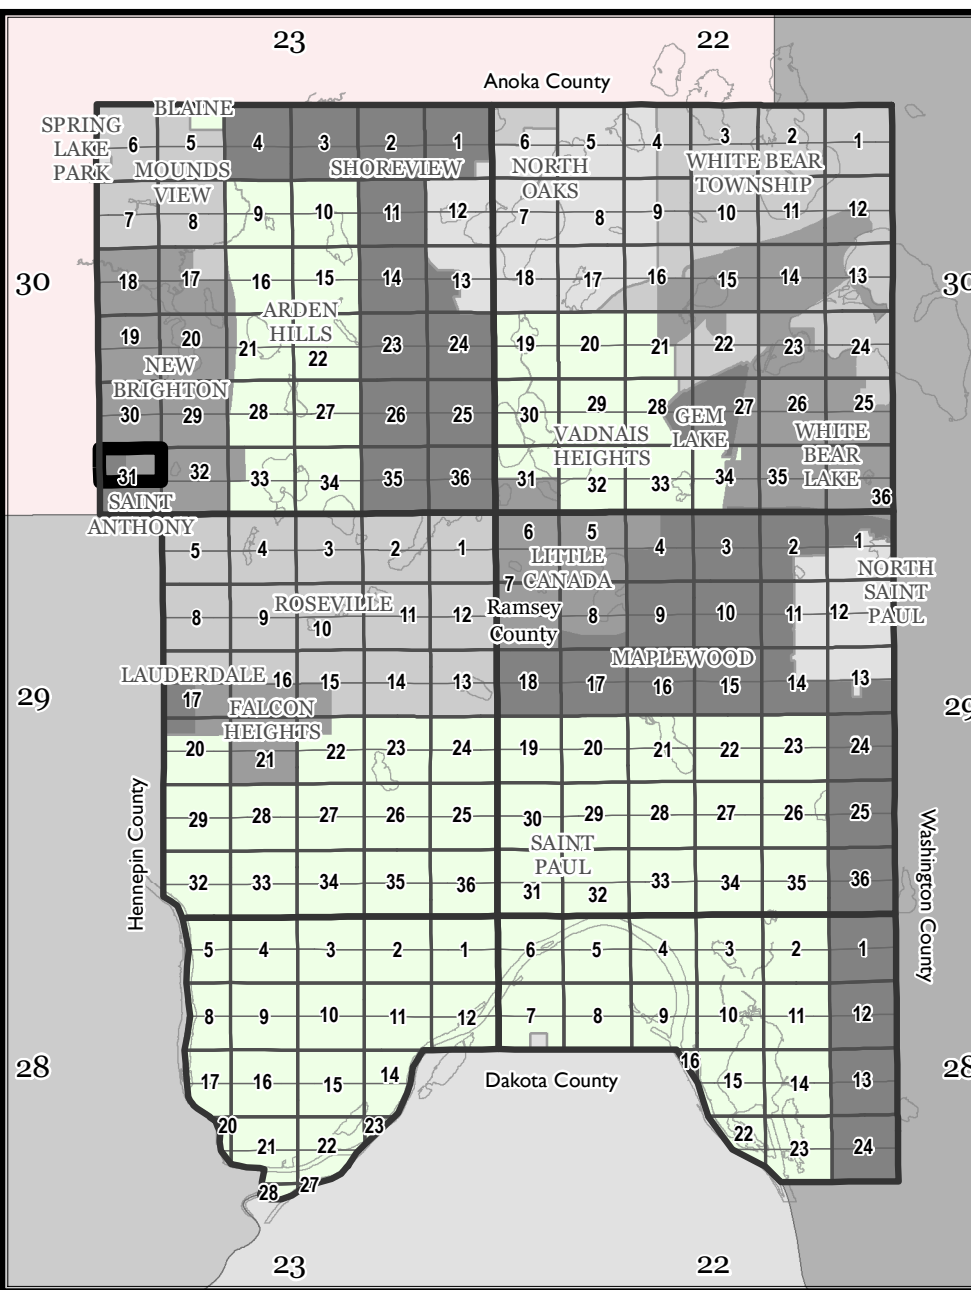 23 22
Anoka County
BLAINE
SPRING
LAKE
PARK
6 5 4 3 2 1 6 5 4 3 2 1
MOUNDS
VIEW
SHOREVIEW
NORTH
OAKS
WHITE BEAR
TOWNSHIP
7 8 9 10 11 12 7 8 9 10 11 12
30 18 17 16 15 14 13 18 17 16 15 14 13 30
ARDEN
HILLS
19 20 21 22 23 24 19 20 21 22 23 24
NEW
BRIGHTON
30 29 28 27 26 25 30 29 28 27 26 25
GEM
LAKE
VADNAIS
HEIGHTS
WHITE
BEAR
LAKE
31 32 33 34 35 36 31 32 33 34 35 36
SAINT
ANTHONY
5 4 3 2 1 6 5 4 3 2 1
LITTLE
CANADA
NORTH
SAINT
PAUL
ROSEVILLE
8 9 10 11 12 7 8 9 10 11 12
Ramsey
County
MAPLEWOOD
LAUDERDALE
29 17 16 15 14 13 18 17 16 15 14 13 29
FALCON
HEIGHTS
20 21 22 23 24 19 20 21 22 23 24
29 28 27 26 25 30 29 28 27 26 25
SAINT
PAUL
32 33 34 35 36 31 32 33 34 35 36
Hennepin County
Washington County
5 4 3 2 1 6 5 4 3 2 1
8 9 10 11 12 7 8 9 10 11 12
28 17 16 15 14 16 15 14 13 28
Dakota County
20 21 22 23 22 23 24
28 27
23 22